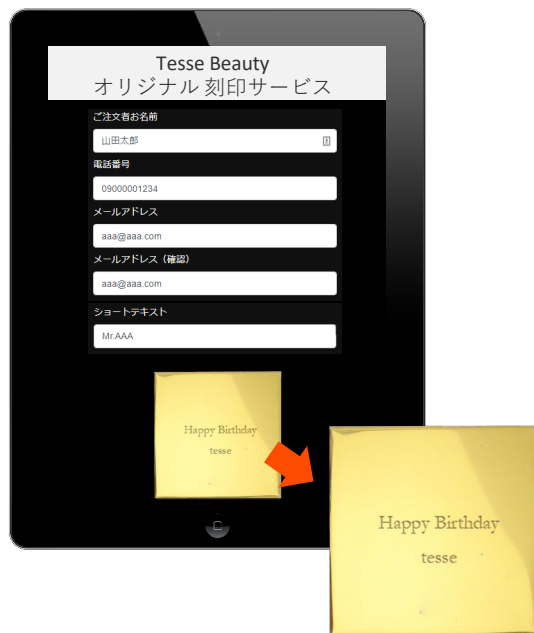 Tesse Beauty
オリジナル 刻印サービス
ご注文者お名前
山田太郎
電話番号
09000001234
メールアドレス
aaa@aaa.com
メールアドレス（確認）
aaa@aaa.com
ショートテキスト
Mr.AAA
Happy Birthday
tesse
Happy Birthday
tesse